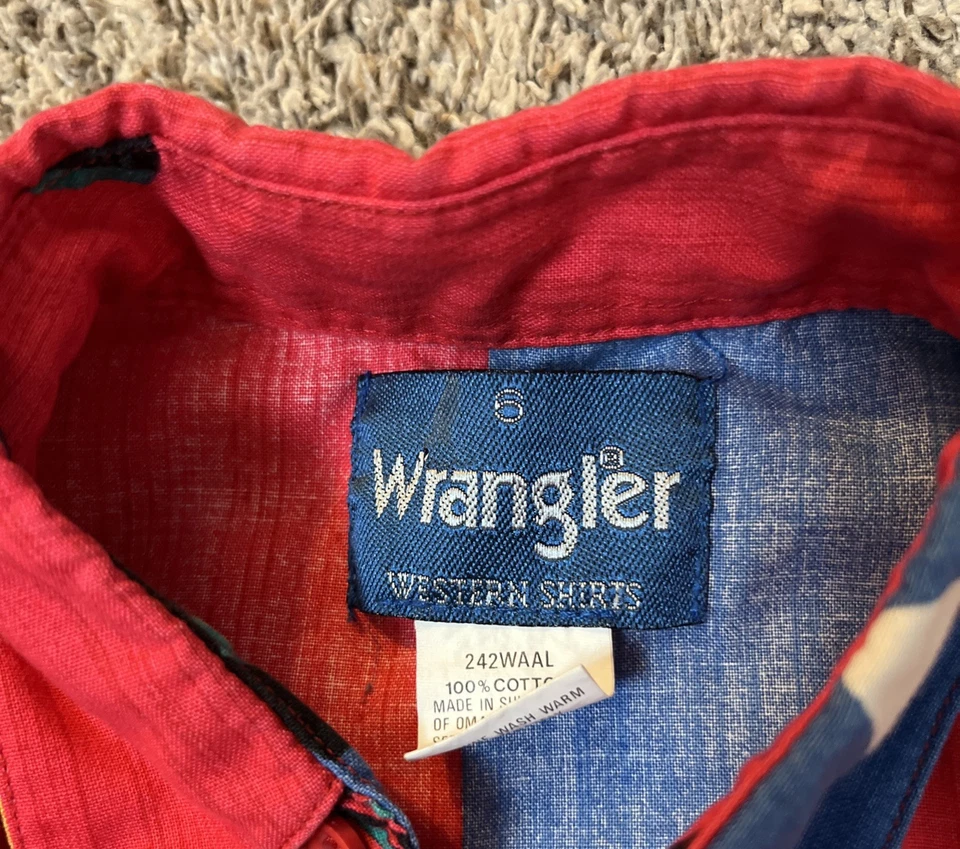 6
Wrangler®
WESTERN SHIRTS
242WAAL
100% COTTO
MADE IN SU
OF OMA
WASH WARM